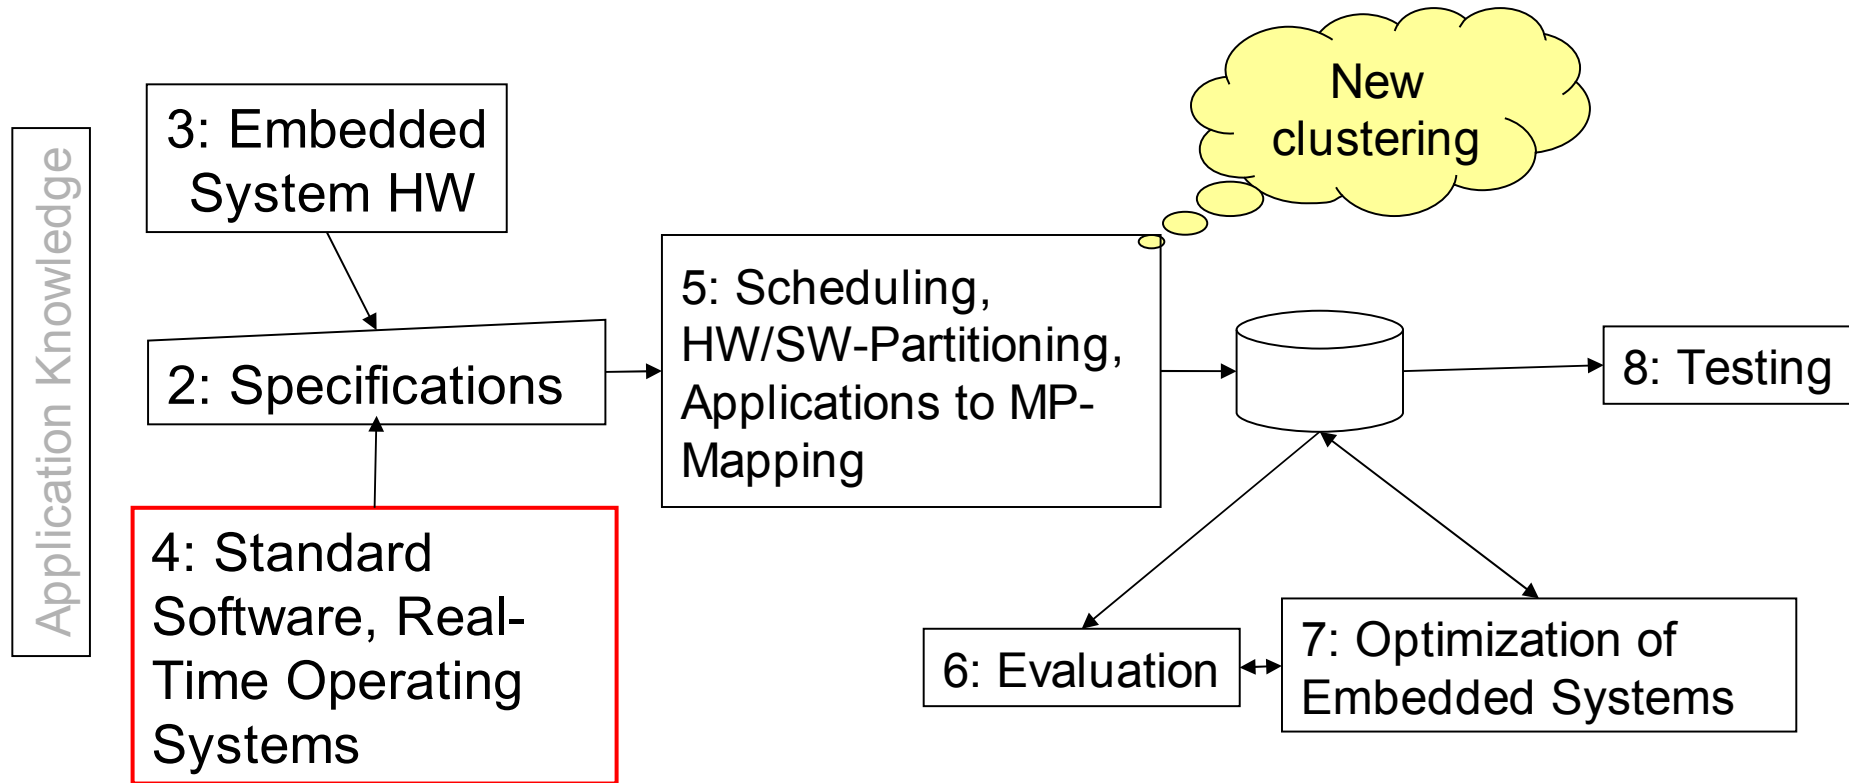 Application Knowledge
3: Embedded
System HW
2: Specifications
4: Standard
Software, Real-
Time Operating
Systems
5: Scheduling,
HW/SW-Partitioning,
Applications to MP-
Mapping
New
clustering
8: Testing
6: Evaluation
7: Optimization of
Embedded Systems